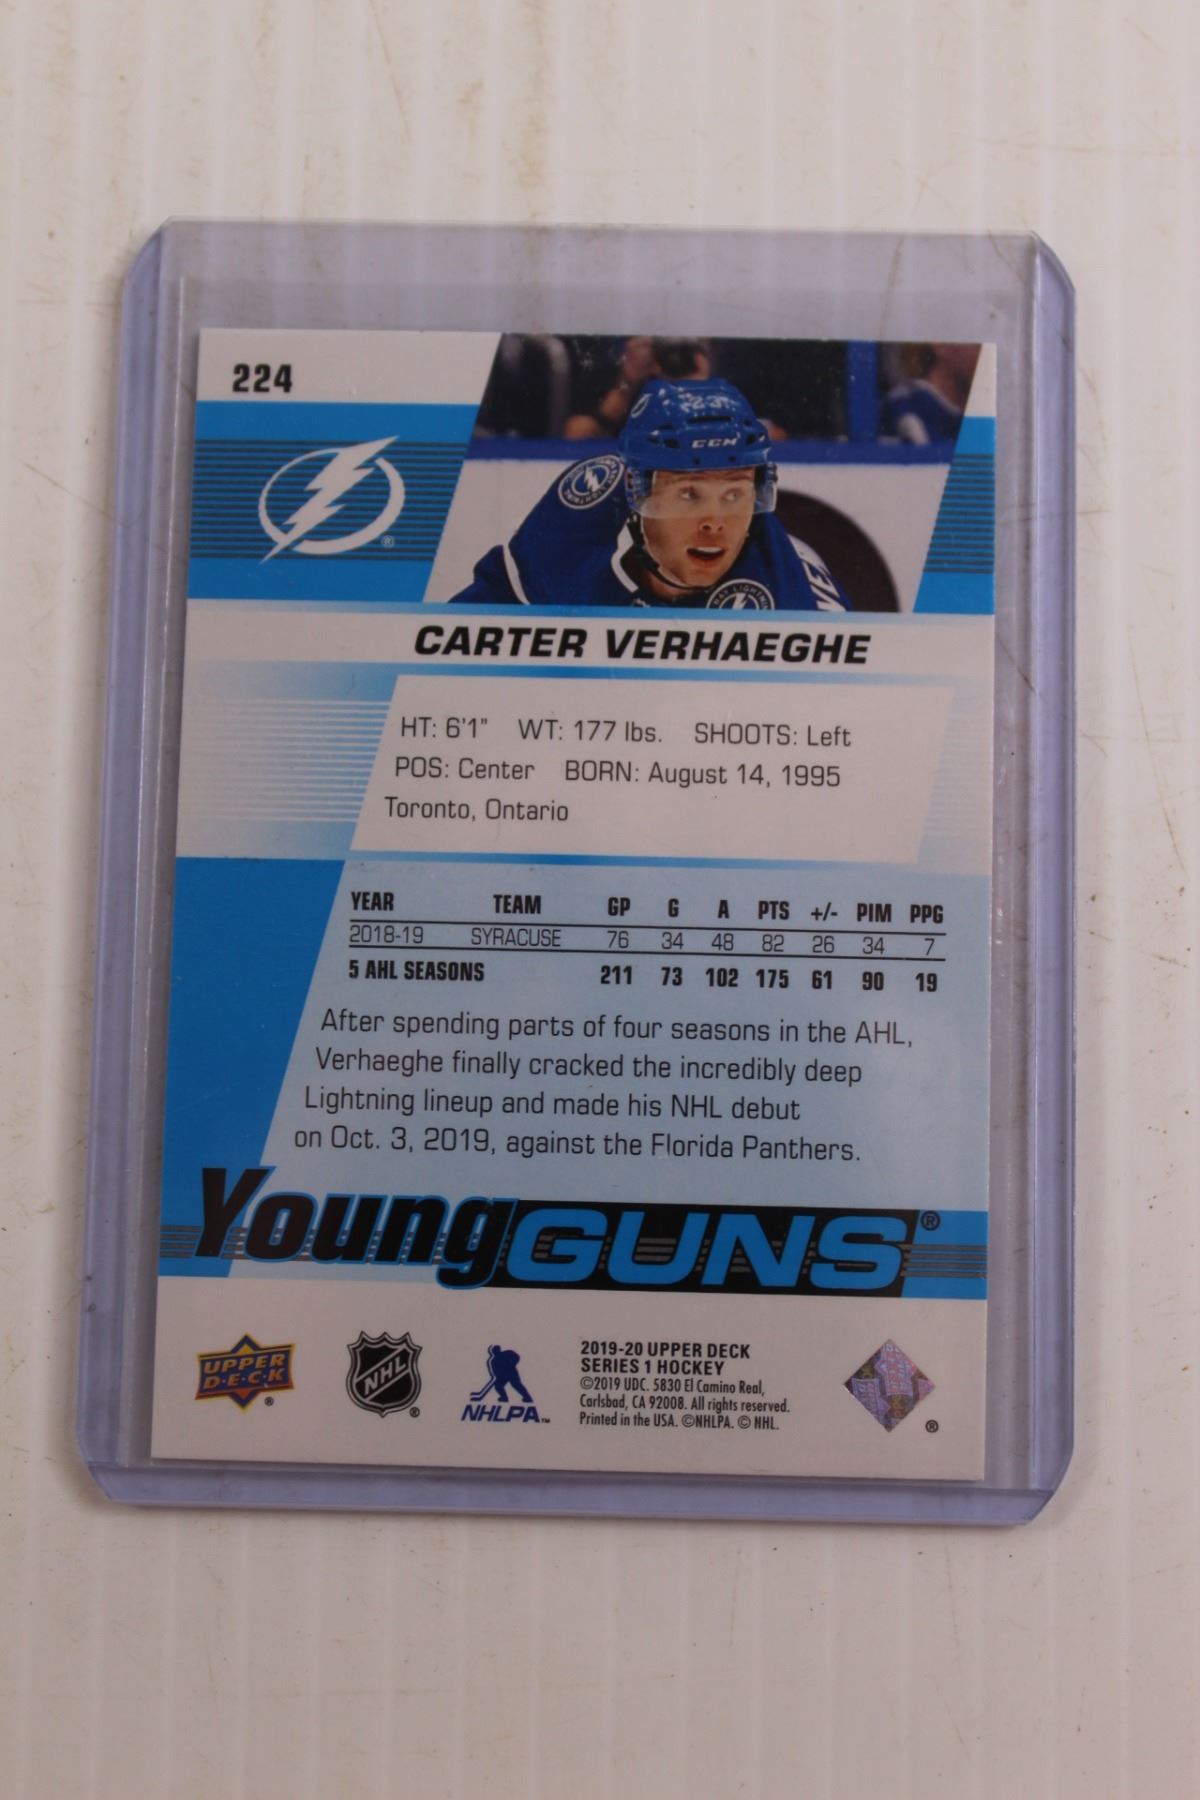 224
23
CCM
®
CARTER VERHAEGHE
HT: 6'1" WT: 177 lbs. SHOOTS: Left
POS: Center BORN: August 14, 1995
Toronto, Ontario
YEAR TEAM GP G A PTS +/- PIM PPG
2018-19 SYRACUSE 76 34 48 82 26 34 7
5 AHL SEASONS 211 73 102 175 61 90 19
After spending parts of four seasons in the AHL,
Verhaeghe finally cracked the incredibly deep
Lightning lineup and made his NHL debut
on Oct. 3, 2019, against the Florida Panthers.
Young GUNS®
UPPER
D·E·C·K
®
NHL
®
NHLPA™
2019-20 UPPER DECK
SERIES 1 HOCKEY
©2019 UDC. 5830 El Camino Real,
Carlsbad, CA 92008. All rights reserved.
Printed in the USA. ©NHLPA. © NHL.
®